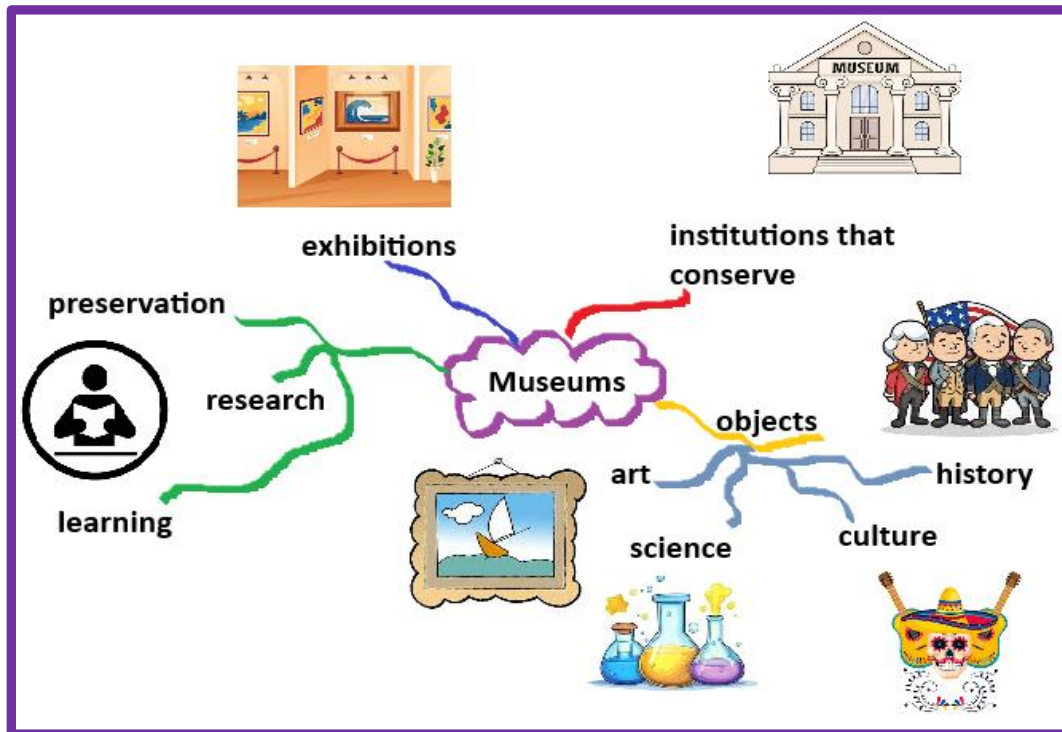 MUSEUM
exhibitions
institutions that
conserve
preservation
Museums
research
objects
art
history
learning
science
culture